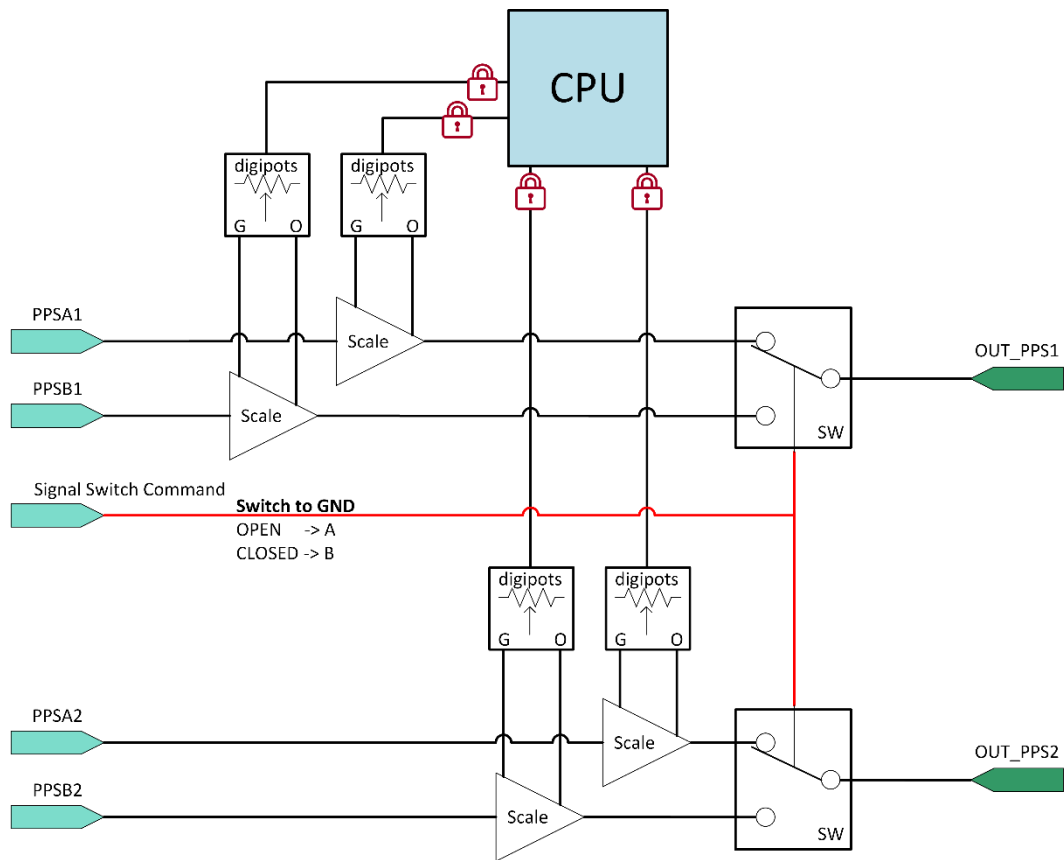 CPU
digipots
digipots
G O
G O
PPSA1
Scale
OUT_PPS1
PPSB1
Scale
SW
Signal Switch Command
Switch to GND
OPEN -> A
CLOSED -> B
digipots
digipots
G O
G O
PPSA2
Scale
OUT_PPS2
PPSB2
Scale
SW